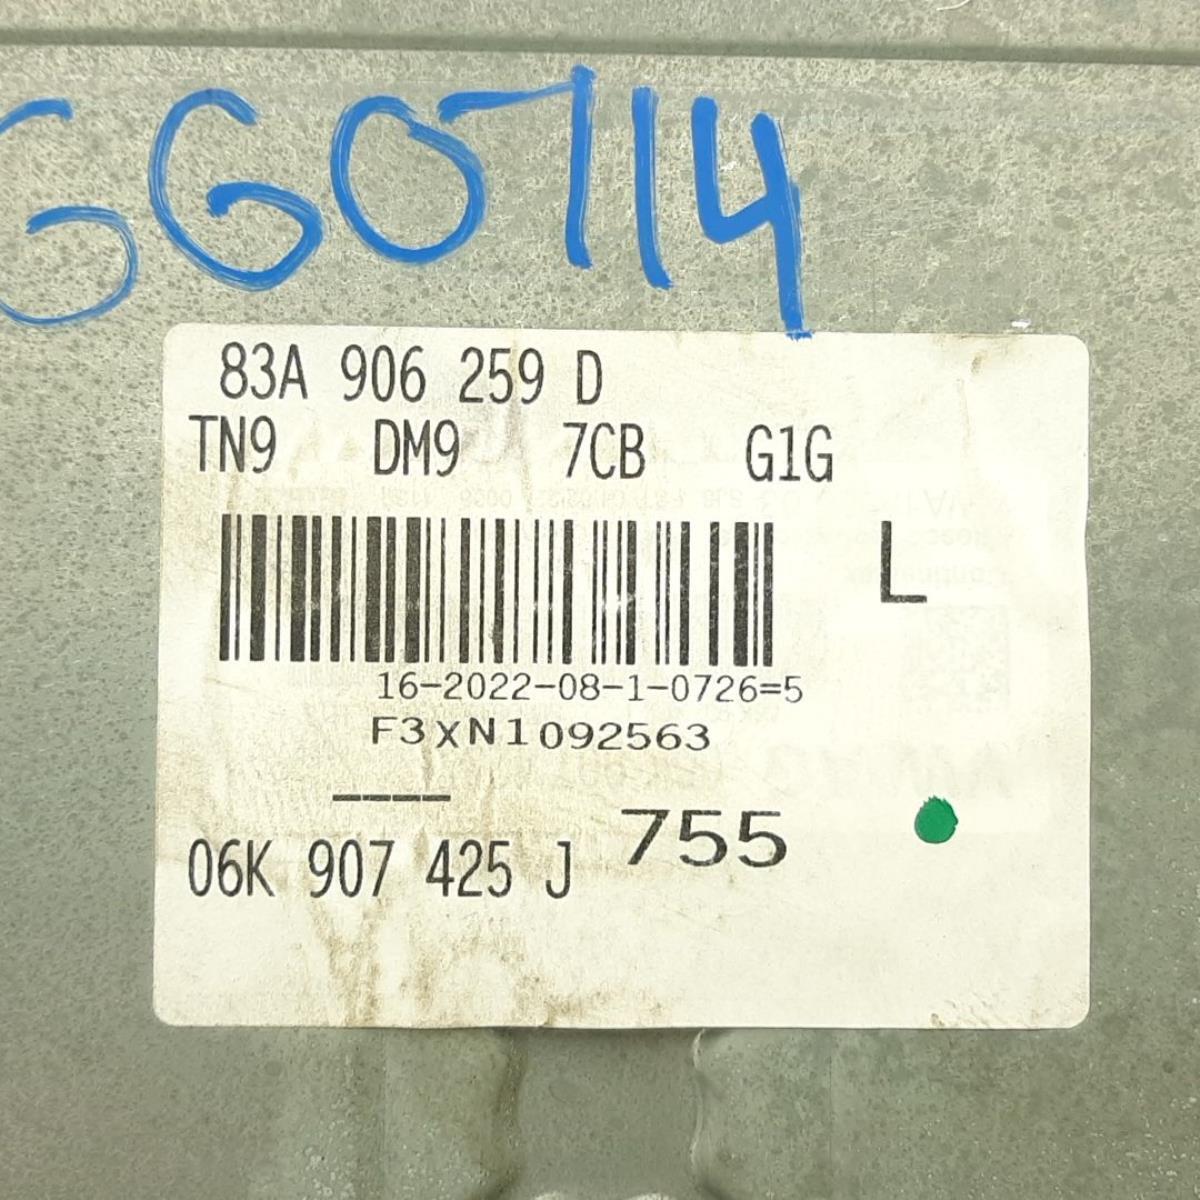 GG0714
83A 906 259 D
TN9 DM9 7CB G1G
L
16-2022-08-1-0726=5
F3XN1092563
----
06K 907 425 J 755